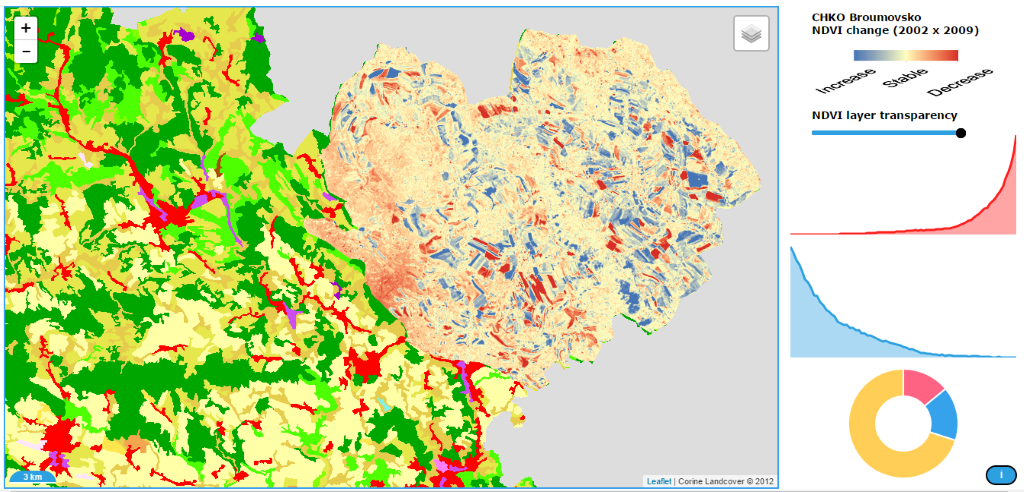 +
−
CHKO Broumovsko
NDVI change (2002 x 2009)
Increase
Stable
Decrease
NDVI layer transparency
3 km
Leaflet | Corine Landcover © 2012
i